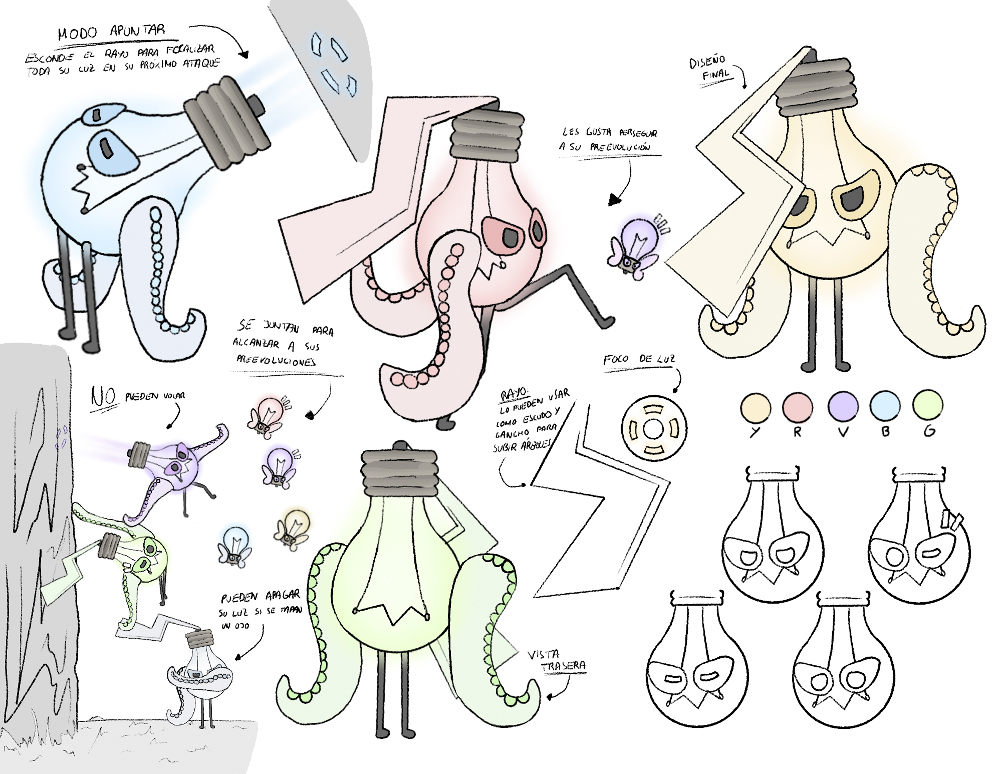 MODO APUNTAR
ESCONDE EL RAYO PARA FOCALIZAR
TODA SU LUZ EN SU PRÓXIMO ATAQUE
LES GUSTA PERSEGUIR
A SU PREEVOLUCIÓN
DISEÑO
FINAL
SE JUNTAN PARA
ALCANZAR A SUS
PREEVOLUCIONES
NO PUEDEN VOLAR
RAYO:
LO PUEDEN USAR
COMO ESCUDO Y
GANCHO PARA
SUBIR ÁRBOLES
FOCO DE LUZ
Y R V B G
PUEDEN APAGAR
SU LUZ SI SE TAPAN
UN OJO
VISTA
TRASERA